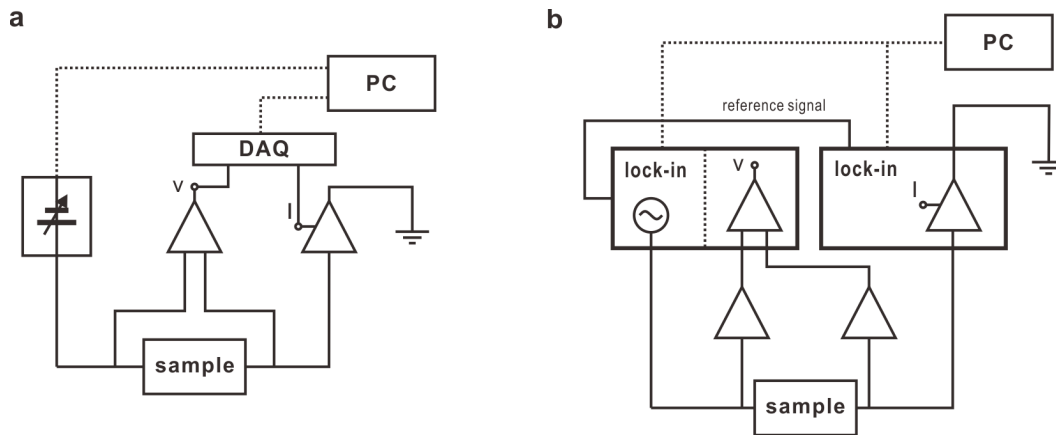 a
PC
DAQ
V
I
sample
b
PC
reference signal
lock-in
V
lock-in
I
sample